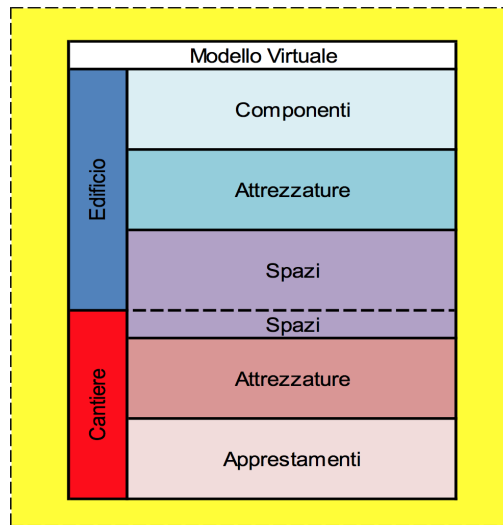 Modello Virtuale
Edificio
Componenti
Attrezzature
Spazi
Cantiere
Spazi
Attrezzature
Apprestamenti